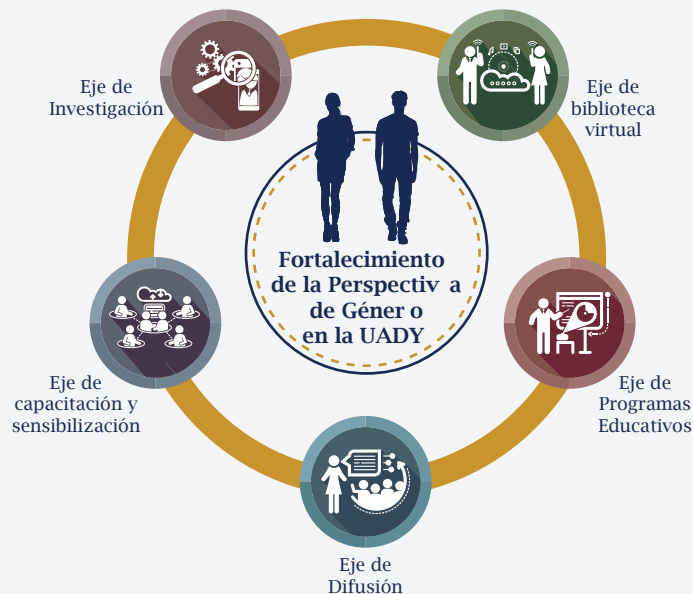 Eje de
Investigación
Eje de
biblioteca
virtual
Fortalecimiento
de la Perspectiv a
de Géner o
en la UADY
Eje de
capacitación y
sensibilización
Eje de
Programas
Educativos
Eje de
Difusión